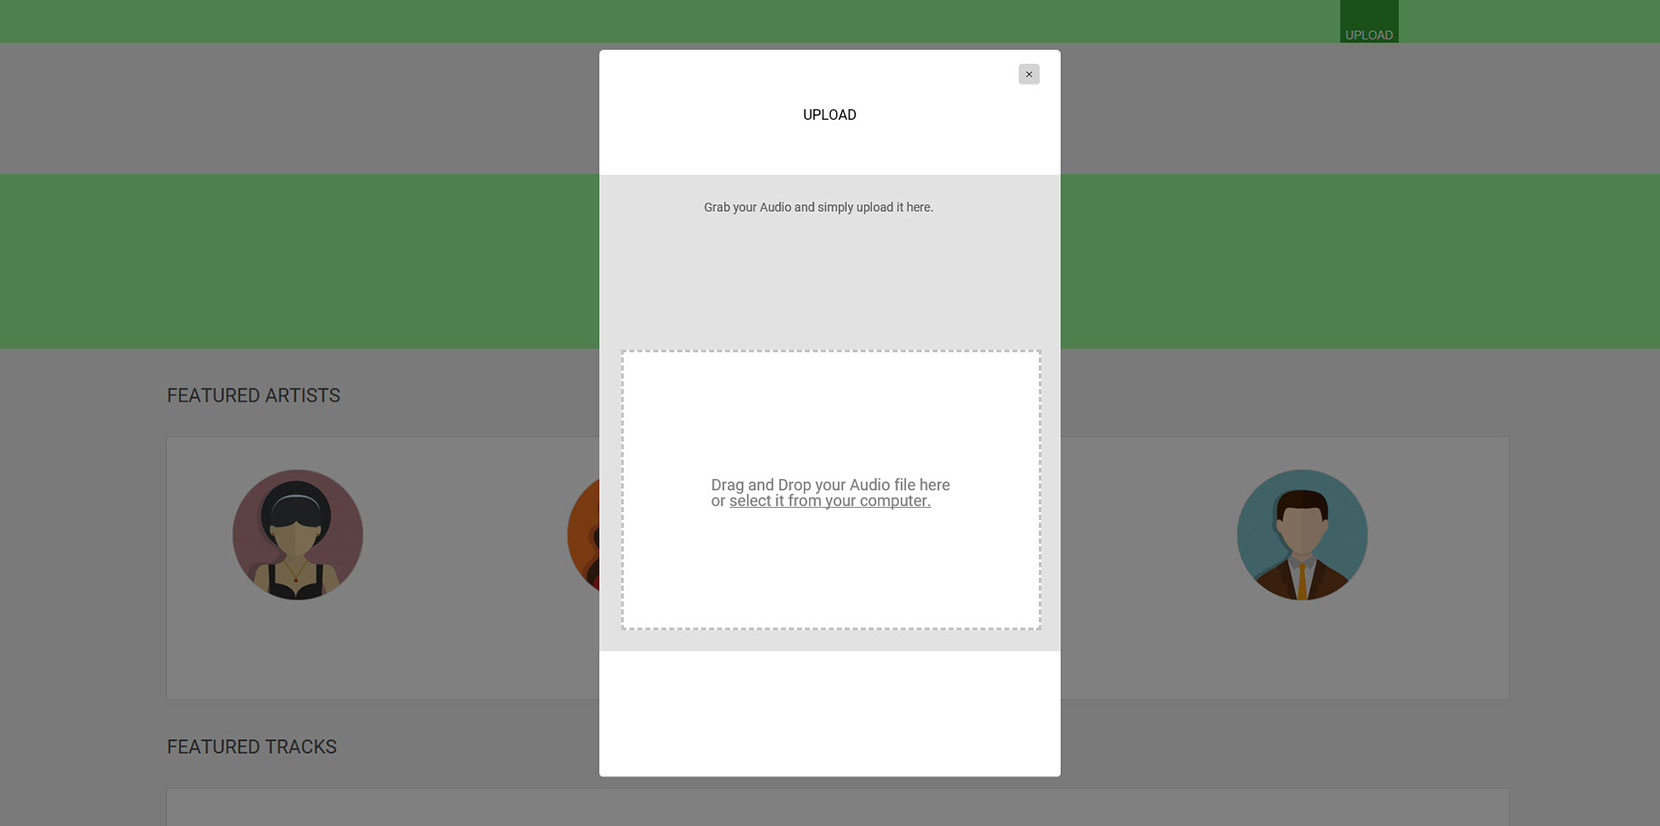 UPLOAD
×
UPLOAD
Grab your Audio and simply upload it here.
Drag and Drop your Audio file here
or select it from your computer.
FEATURED ARTISTS
FEATURED TRACKS